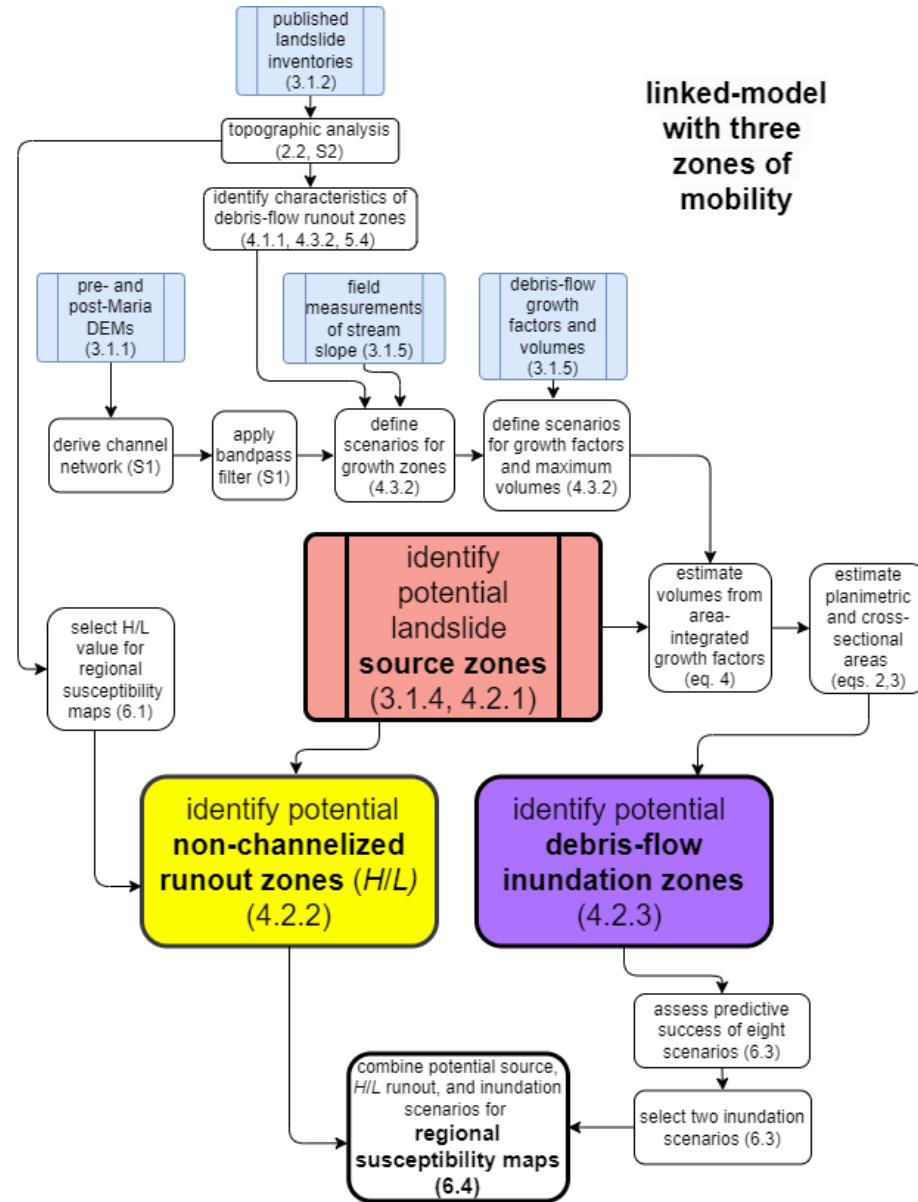 published
landslide
inventories
(3.1.2)
linked-model
with three
zones of
mobility
topographic analysis
(2.2, S2)
identify characteristics of
debris-flow runout zones
(4.1.1, 4.3.2, 5.4)
pre- and
post-Maria
DEMs
(3.1.1)
field
measurements
of stream
slope (3.1.5)
debris-flow
growth
factors and
volumes
(3.1.5)
derive channel
network (S1)
apply
bandpass
filter (S1)
define
scenarios for
growth zones
(4.3.2)
define scenarios
for growth factors
and maximum
volumes (4.3.2)
identify
potential
landslide
source zones
(3.1.4, 4.2.1)
estimate
volumes from
area-
integrated
growth factors
(eq. 4)
estimate
planimetric
and cross-
sectional
areas
(eqs. 2,3)
select H/L
value for
regional
susceptibility
maps (6.1)
identify potential
non-channelized
runout zones (H/L)
(4.2.2)
identify potential
debris-flow
inundation zones
(4.2.3)
assess predictive
success of eight
scenarios (6.3)
select two inundation
scenarios (6.3)
combine potential source,
H/L runout, and inundation
scenarios for
regional
susceptibility maps
(6.4)